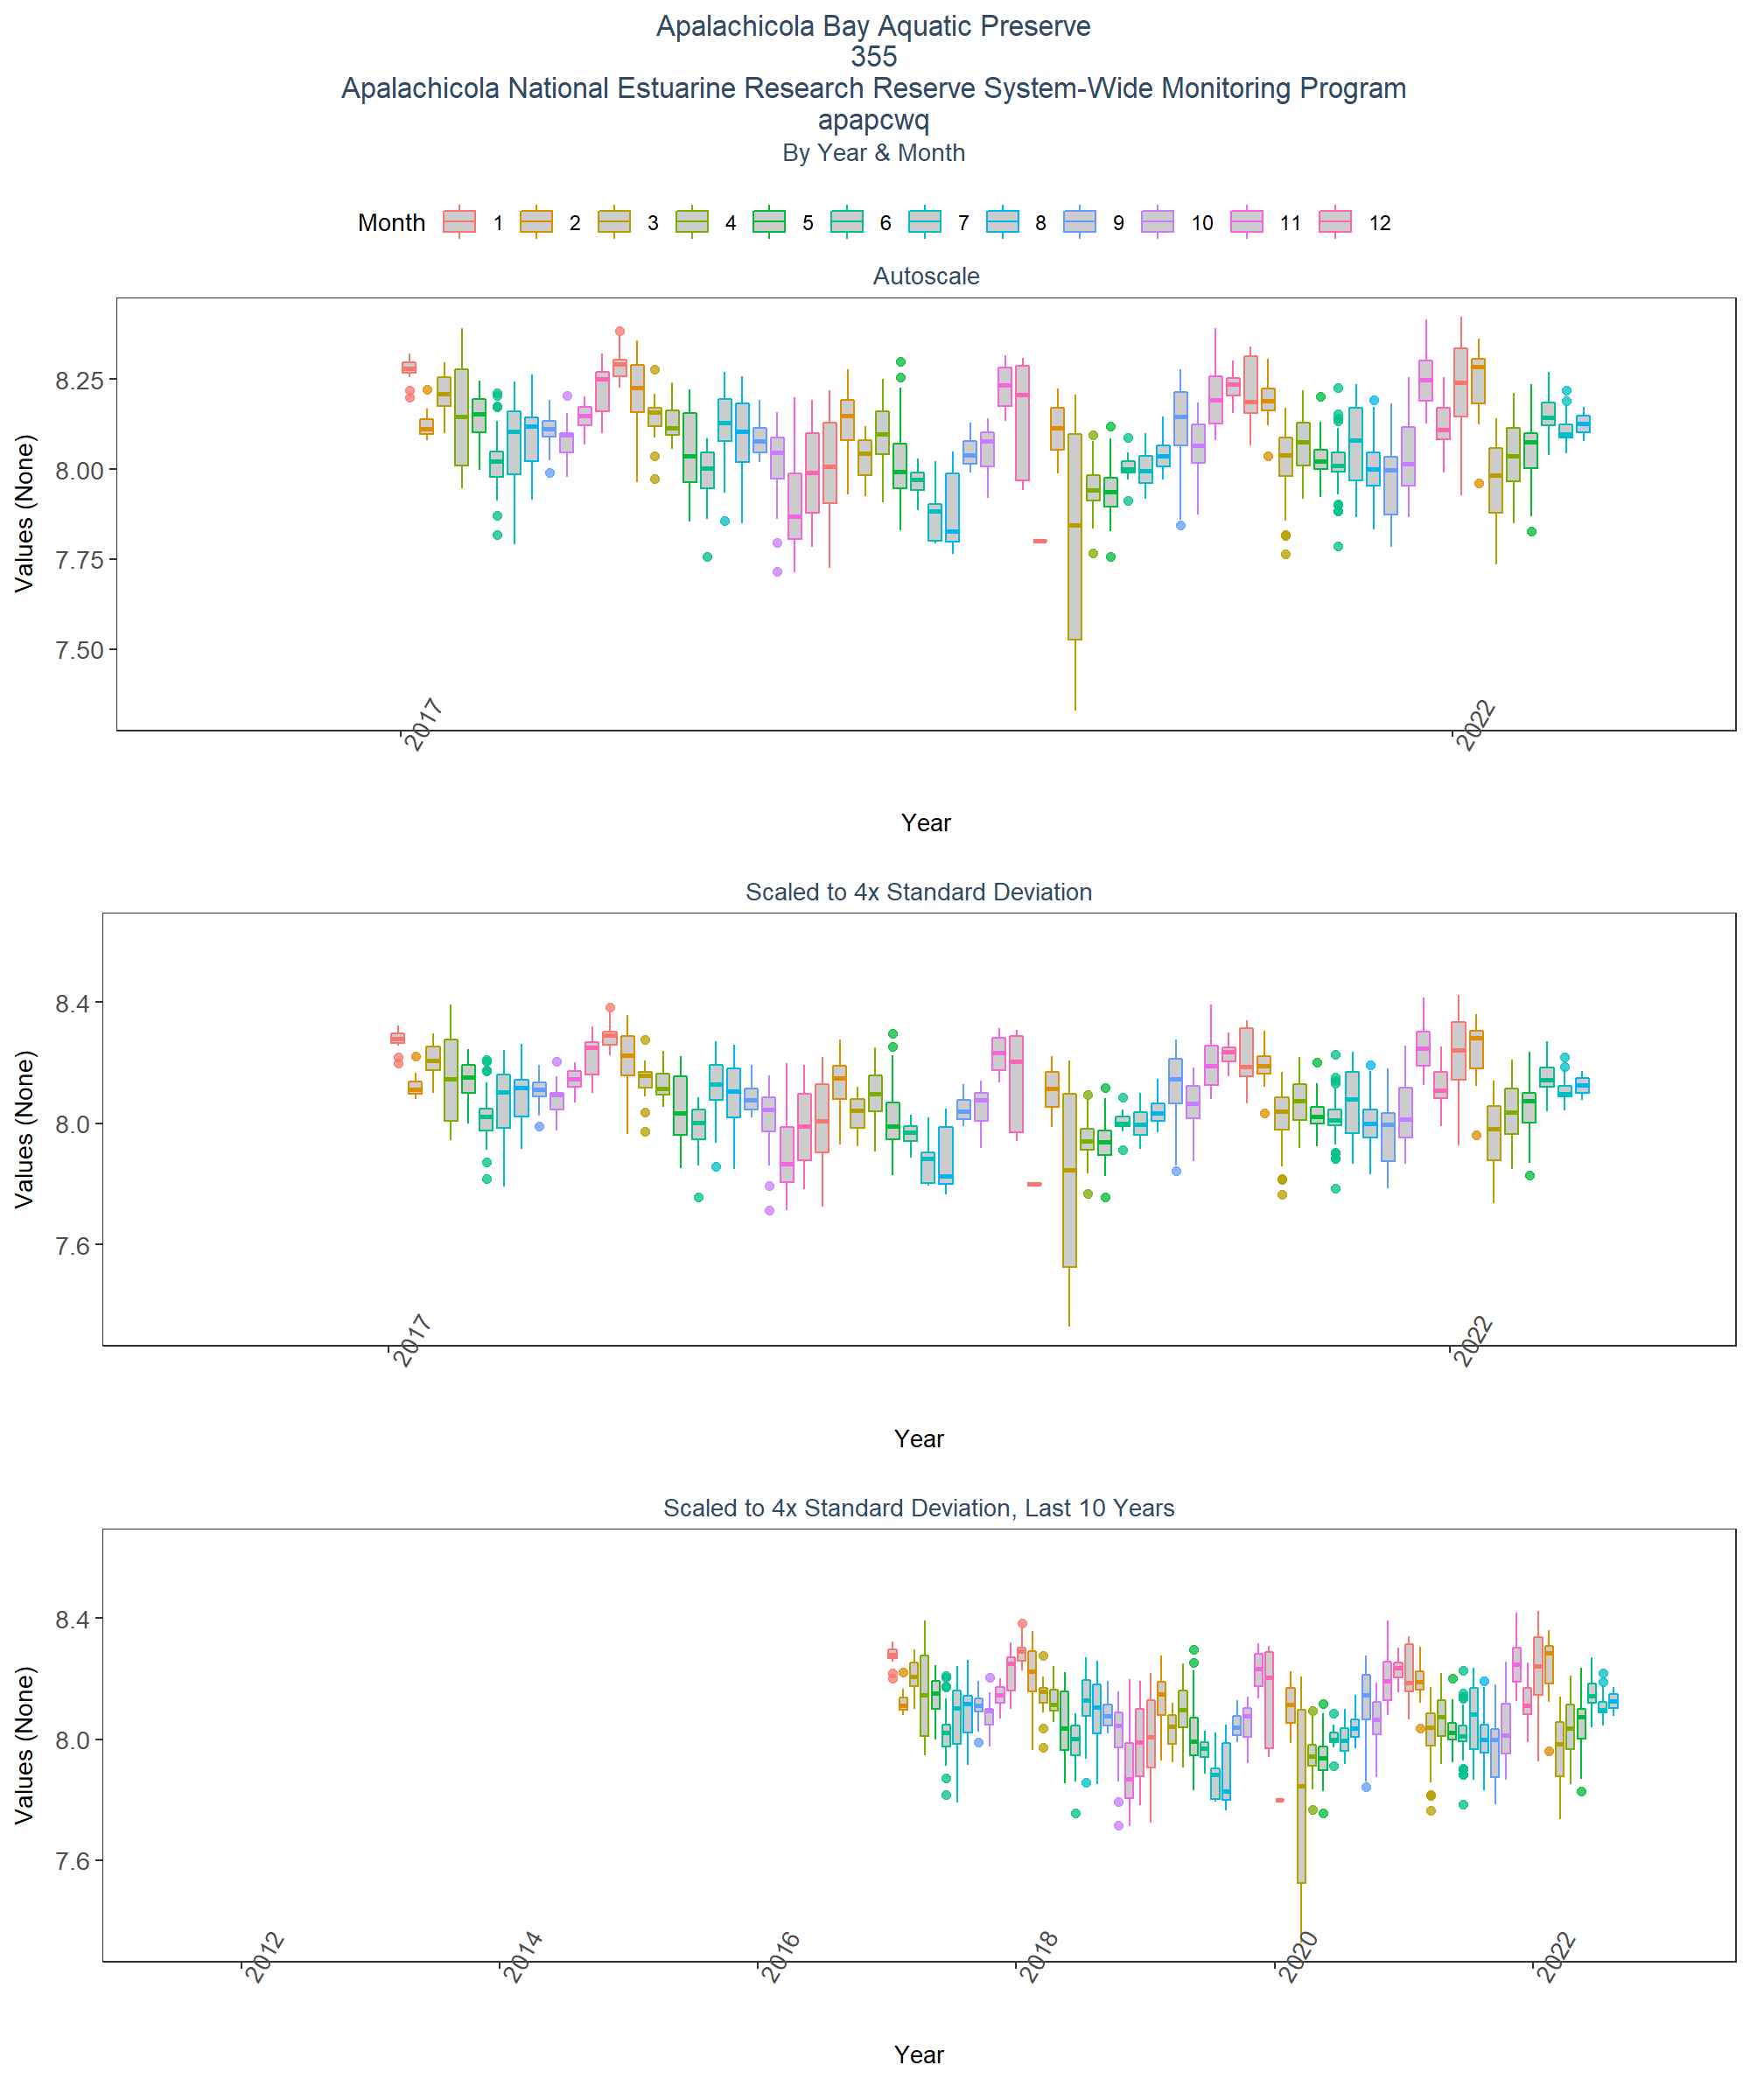 Apalachicola Bay Aquatic Preserve
355
Apalachicola National Estuarine Research Reserve System-Wide Monitoring Program
apapcwq
By Year & Month
Month 1 2 3 4 5 6 7 8 9 10 11 12
Autoscale
Values (None)
8.25
8.00
7.75
7.50
2017 2022
Year
Scaled to 4x Standard Deviation
Values (None)
8.4
8.0
7.6
2017 2022
Year
Scaled to 4x Standard Deviation, Last 10 Years
Values (None)
8.4
8.0
7.6
2012 2014 2016 2018 2020 2022
Year